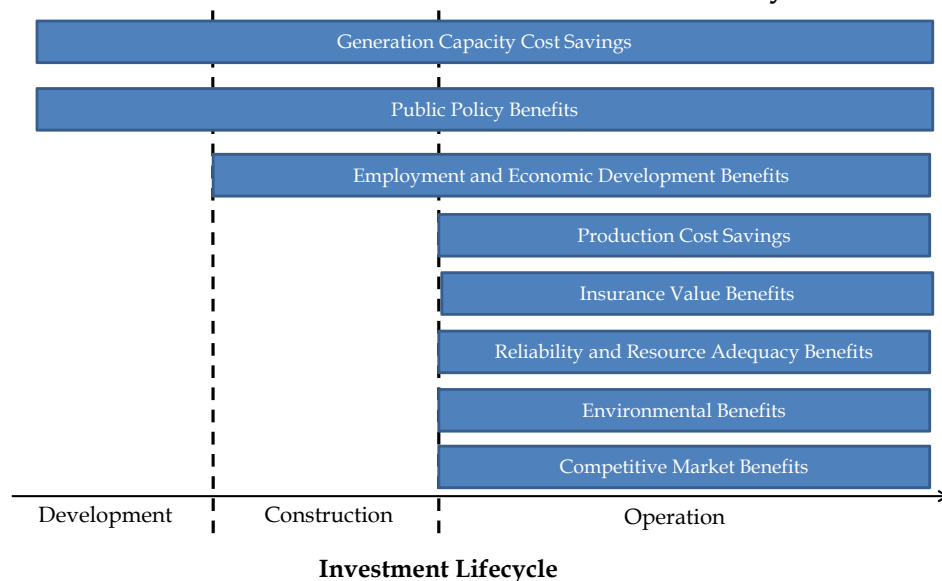 Generation Capacity Cost Savings
Public Policy Benefits
Employment and Economic Development Benefits
Production Cost Savings
Insurance Value Benefits
Reliability and Resource Adequacy Benefits
Environmental Benefits
Competitive Market Benefits
Development Construction Operation
Investment Lifecycle